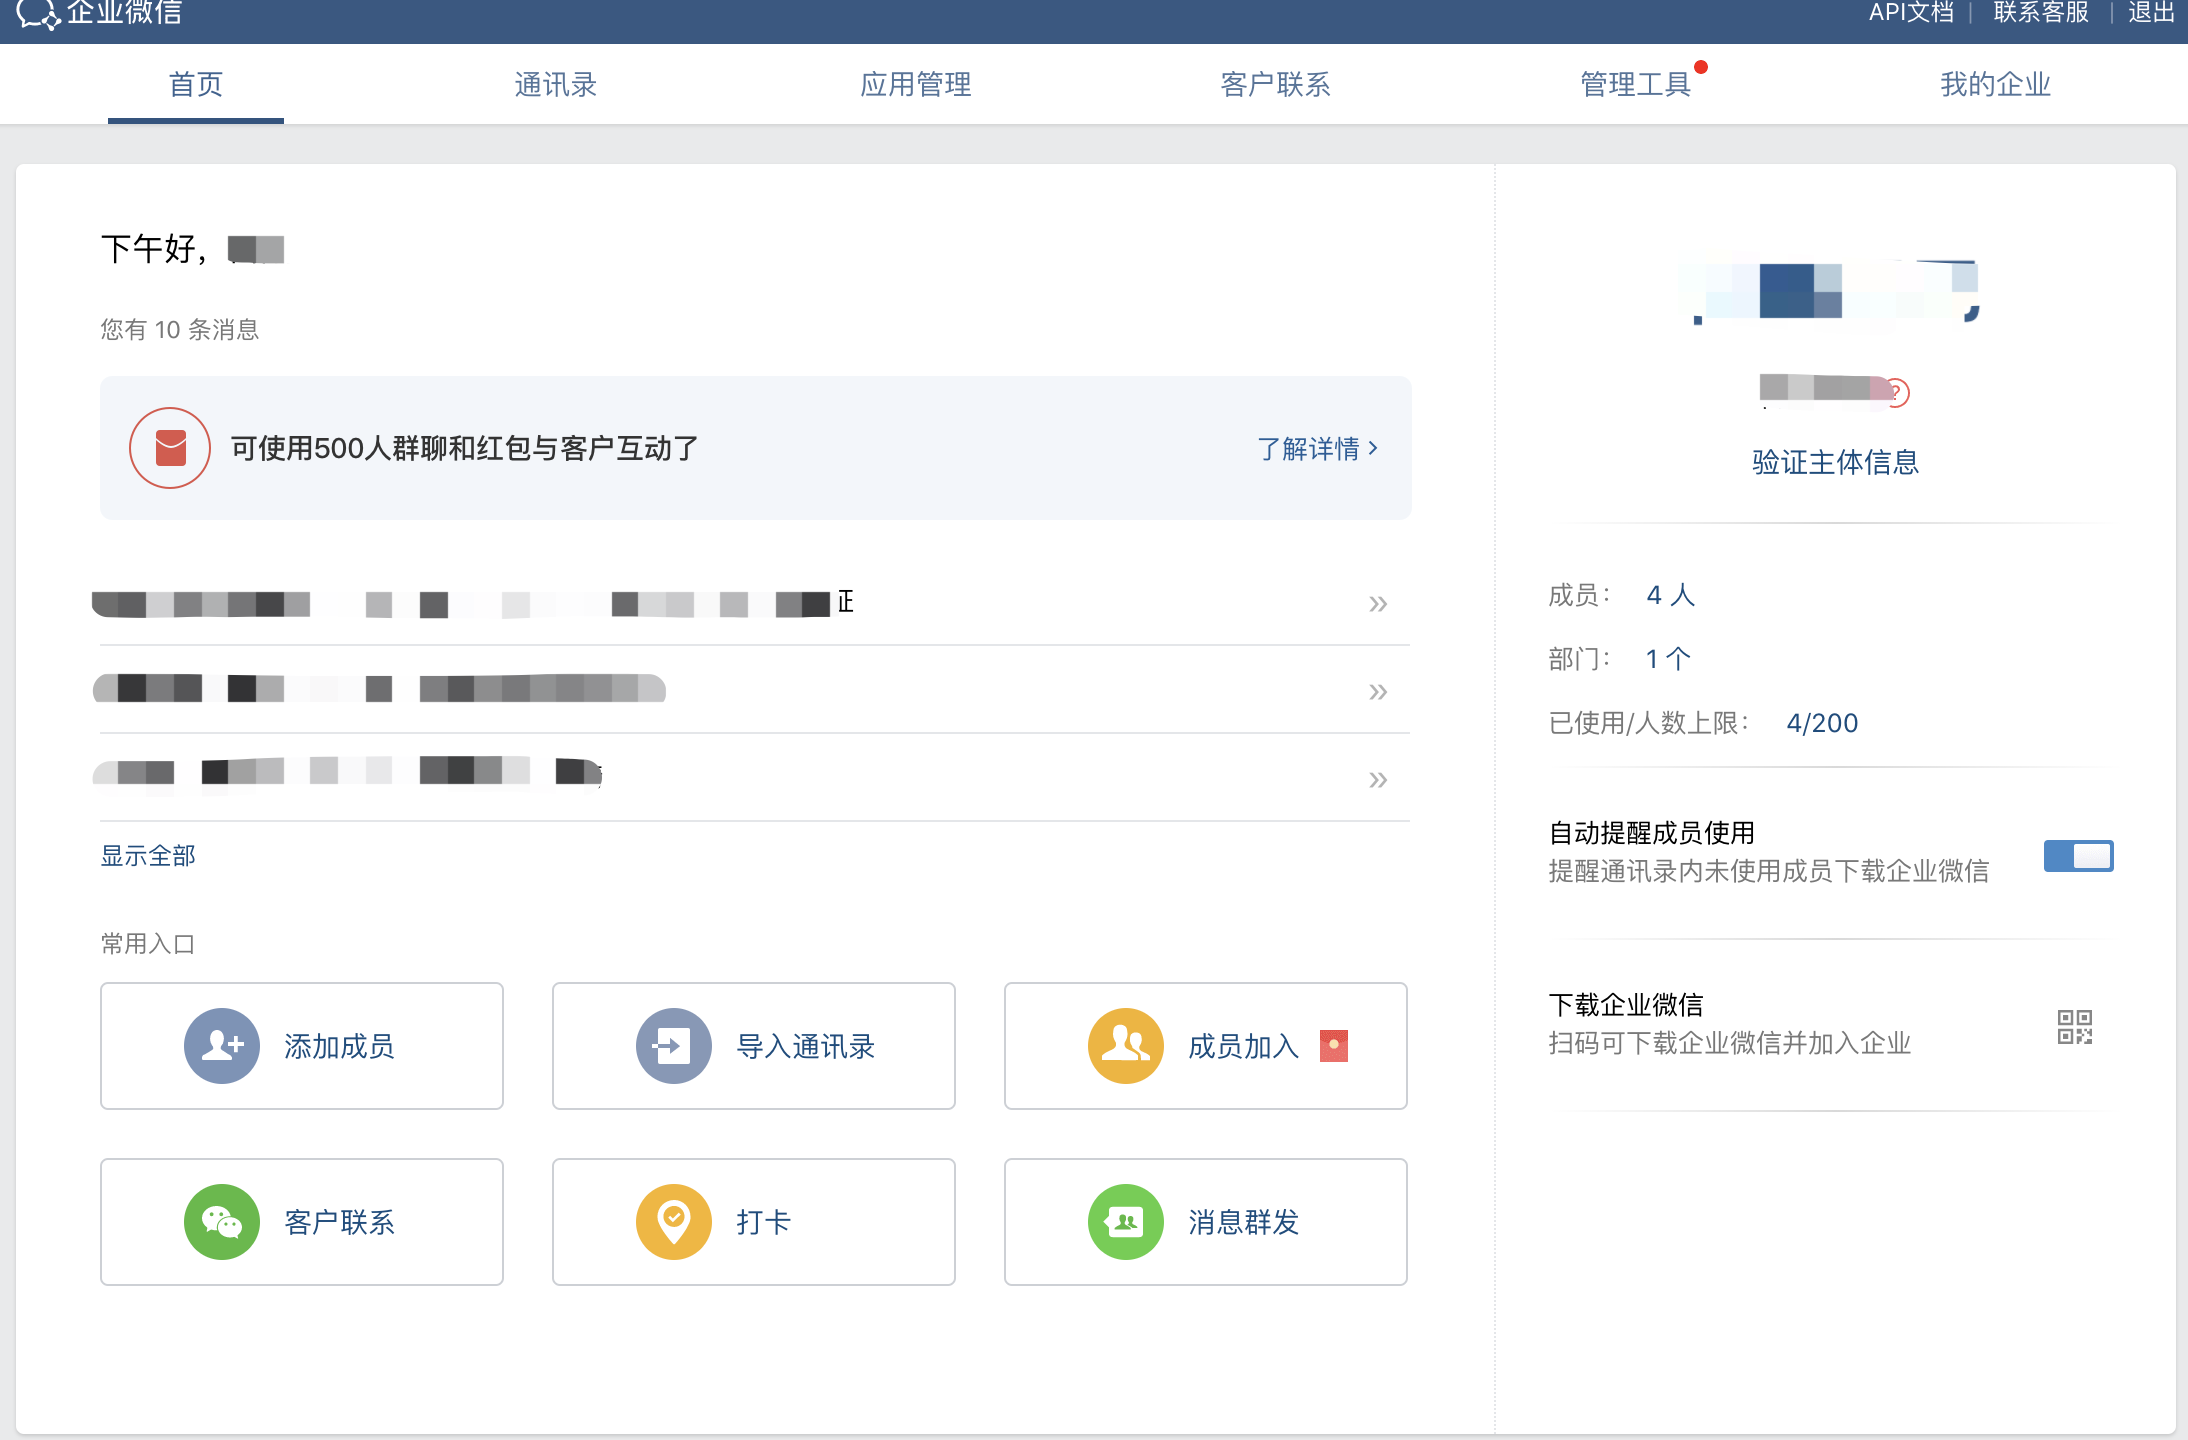 企业微信
API文档 | 联系客服 | 退出
首页 通讯录 应用管理 客户联系 管理工具 我的企业
下午好，
您有 10 条消息
可使用500人群聊和红包与客户互动了 了解详情 >
»
»
»
显示全部
常用入口
添加成员 导入通讯录 成员加入
客户联系 打卡 消息群发
?
验证主体信息
成员： 4 人
部门： 1 个
已使用/人数上限： 4/200
自动提醒成员使用
提醒通讯录内未使用成员下载企业微信
下载企业微信
扫码可下载企业微信并加入企业